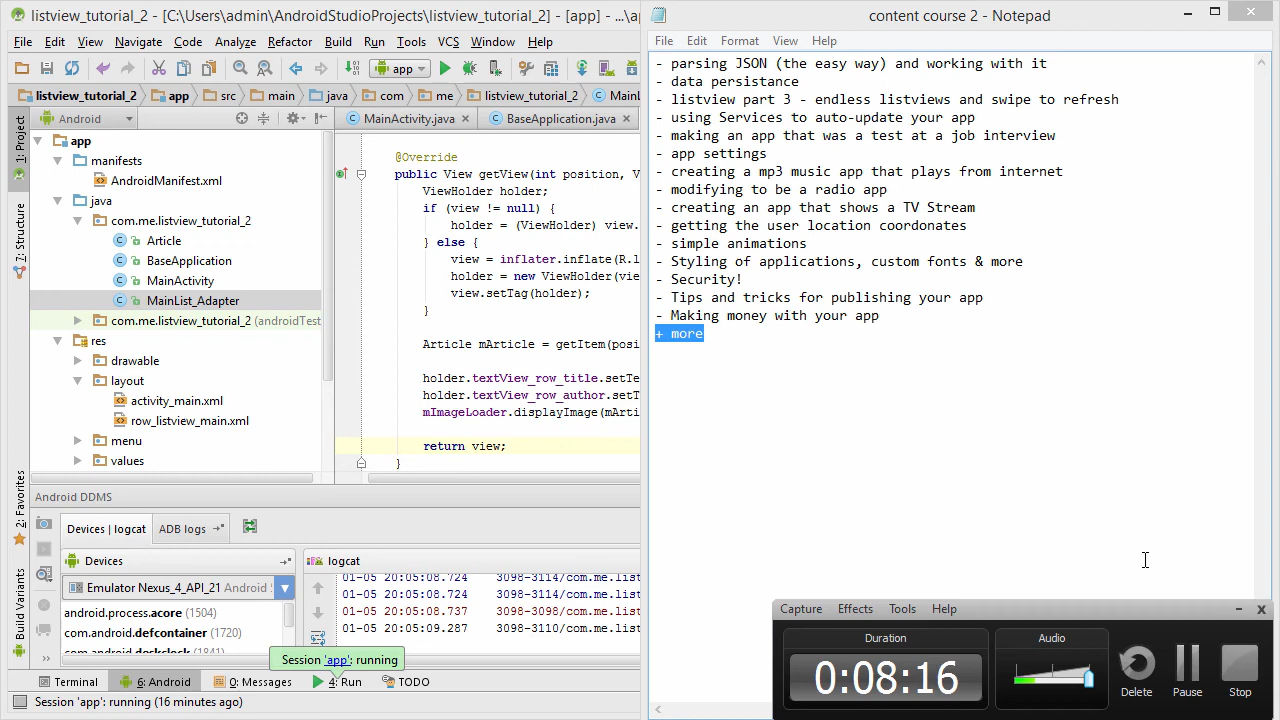 listview_tutorial_2 - [C:\Users\admin\AndroidStudioProjects\listview_tutorial_2] - [app] - ...\ap
File Edit View Navigate Code Analyze Refactor Build Run Tools VCS Window Help
app
listview_tutorial_2 app src main java com me listview_tutorial_2 MainL
1: Project
Android
MainActivity.java
BaseApplication.java
app
manifests
AndroidManifest.xml
java
com.me.listview_tutorial_2
Article
BaseApplication
MainActivity
MainList_Adapter
com.me.listview_tutorial_2 (androidTest
res
drawable
layout
activity_main.xml
row_listview_main.xml
menu
values
7: Structure
2: Favorites
Build Variants
@Override
public View getView(int position, V
ViewHolder holder;
if (view != null) {
holder = (ViewHolder) view.
} else {
view = inflater.inflate(R.l
holder = new ViewHolder(vie
view.setTag(holder);
}
Article mArticle = getItem(posi
holder.textView_row_title.setTe
holder.textView_row_author.setT
mImageLoader.displayImage(mArti
return view;
}
Android DDMS
Devices | logcat
ADB logs
Devices
logcat
Emulator Nexus_4_API_21 Android
android.process.acore (1504)
com.android.defcontainer (1720)
com.android.deskclock (1841)
01-05 20:05:08.724 3098-3114/com.me.list
01-05 20:05:08.724 3098-3114/com.me.list
01-05 20:05:08.737 3098-3098/com.me.list
01-05 20:05:09.287 3098-3110/com.me.list
Session 'app': running
Terminal
6: Android
0: Messages
4: Run
TODO
Session 'app': running (16 minutes ago)
content course 2 - Notepad
File Edit Format View Help
- parsing JSON (the easy way) and working with it
- data persistance
- listview part 3 - endless listviews and swipe to refresh
- using Services to auto-update your app
- making an app that was a test at a job interview
- app settings
- creating a mp3 music app that plays from internet
- modifying to be a radio app
- creating an app that shows a TV Stream
- getting the user location coordonates
- simple animations
- Styling of applications, custom fonts & more
- Security!
- Tips and tricks for publishing your app
- Making money with your app
+ more
Capture Effects Tools Help
Duration
0:08:16
Audio
Delete
Pause
Stop